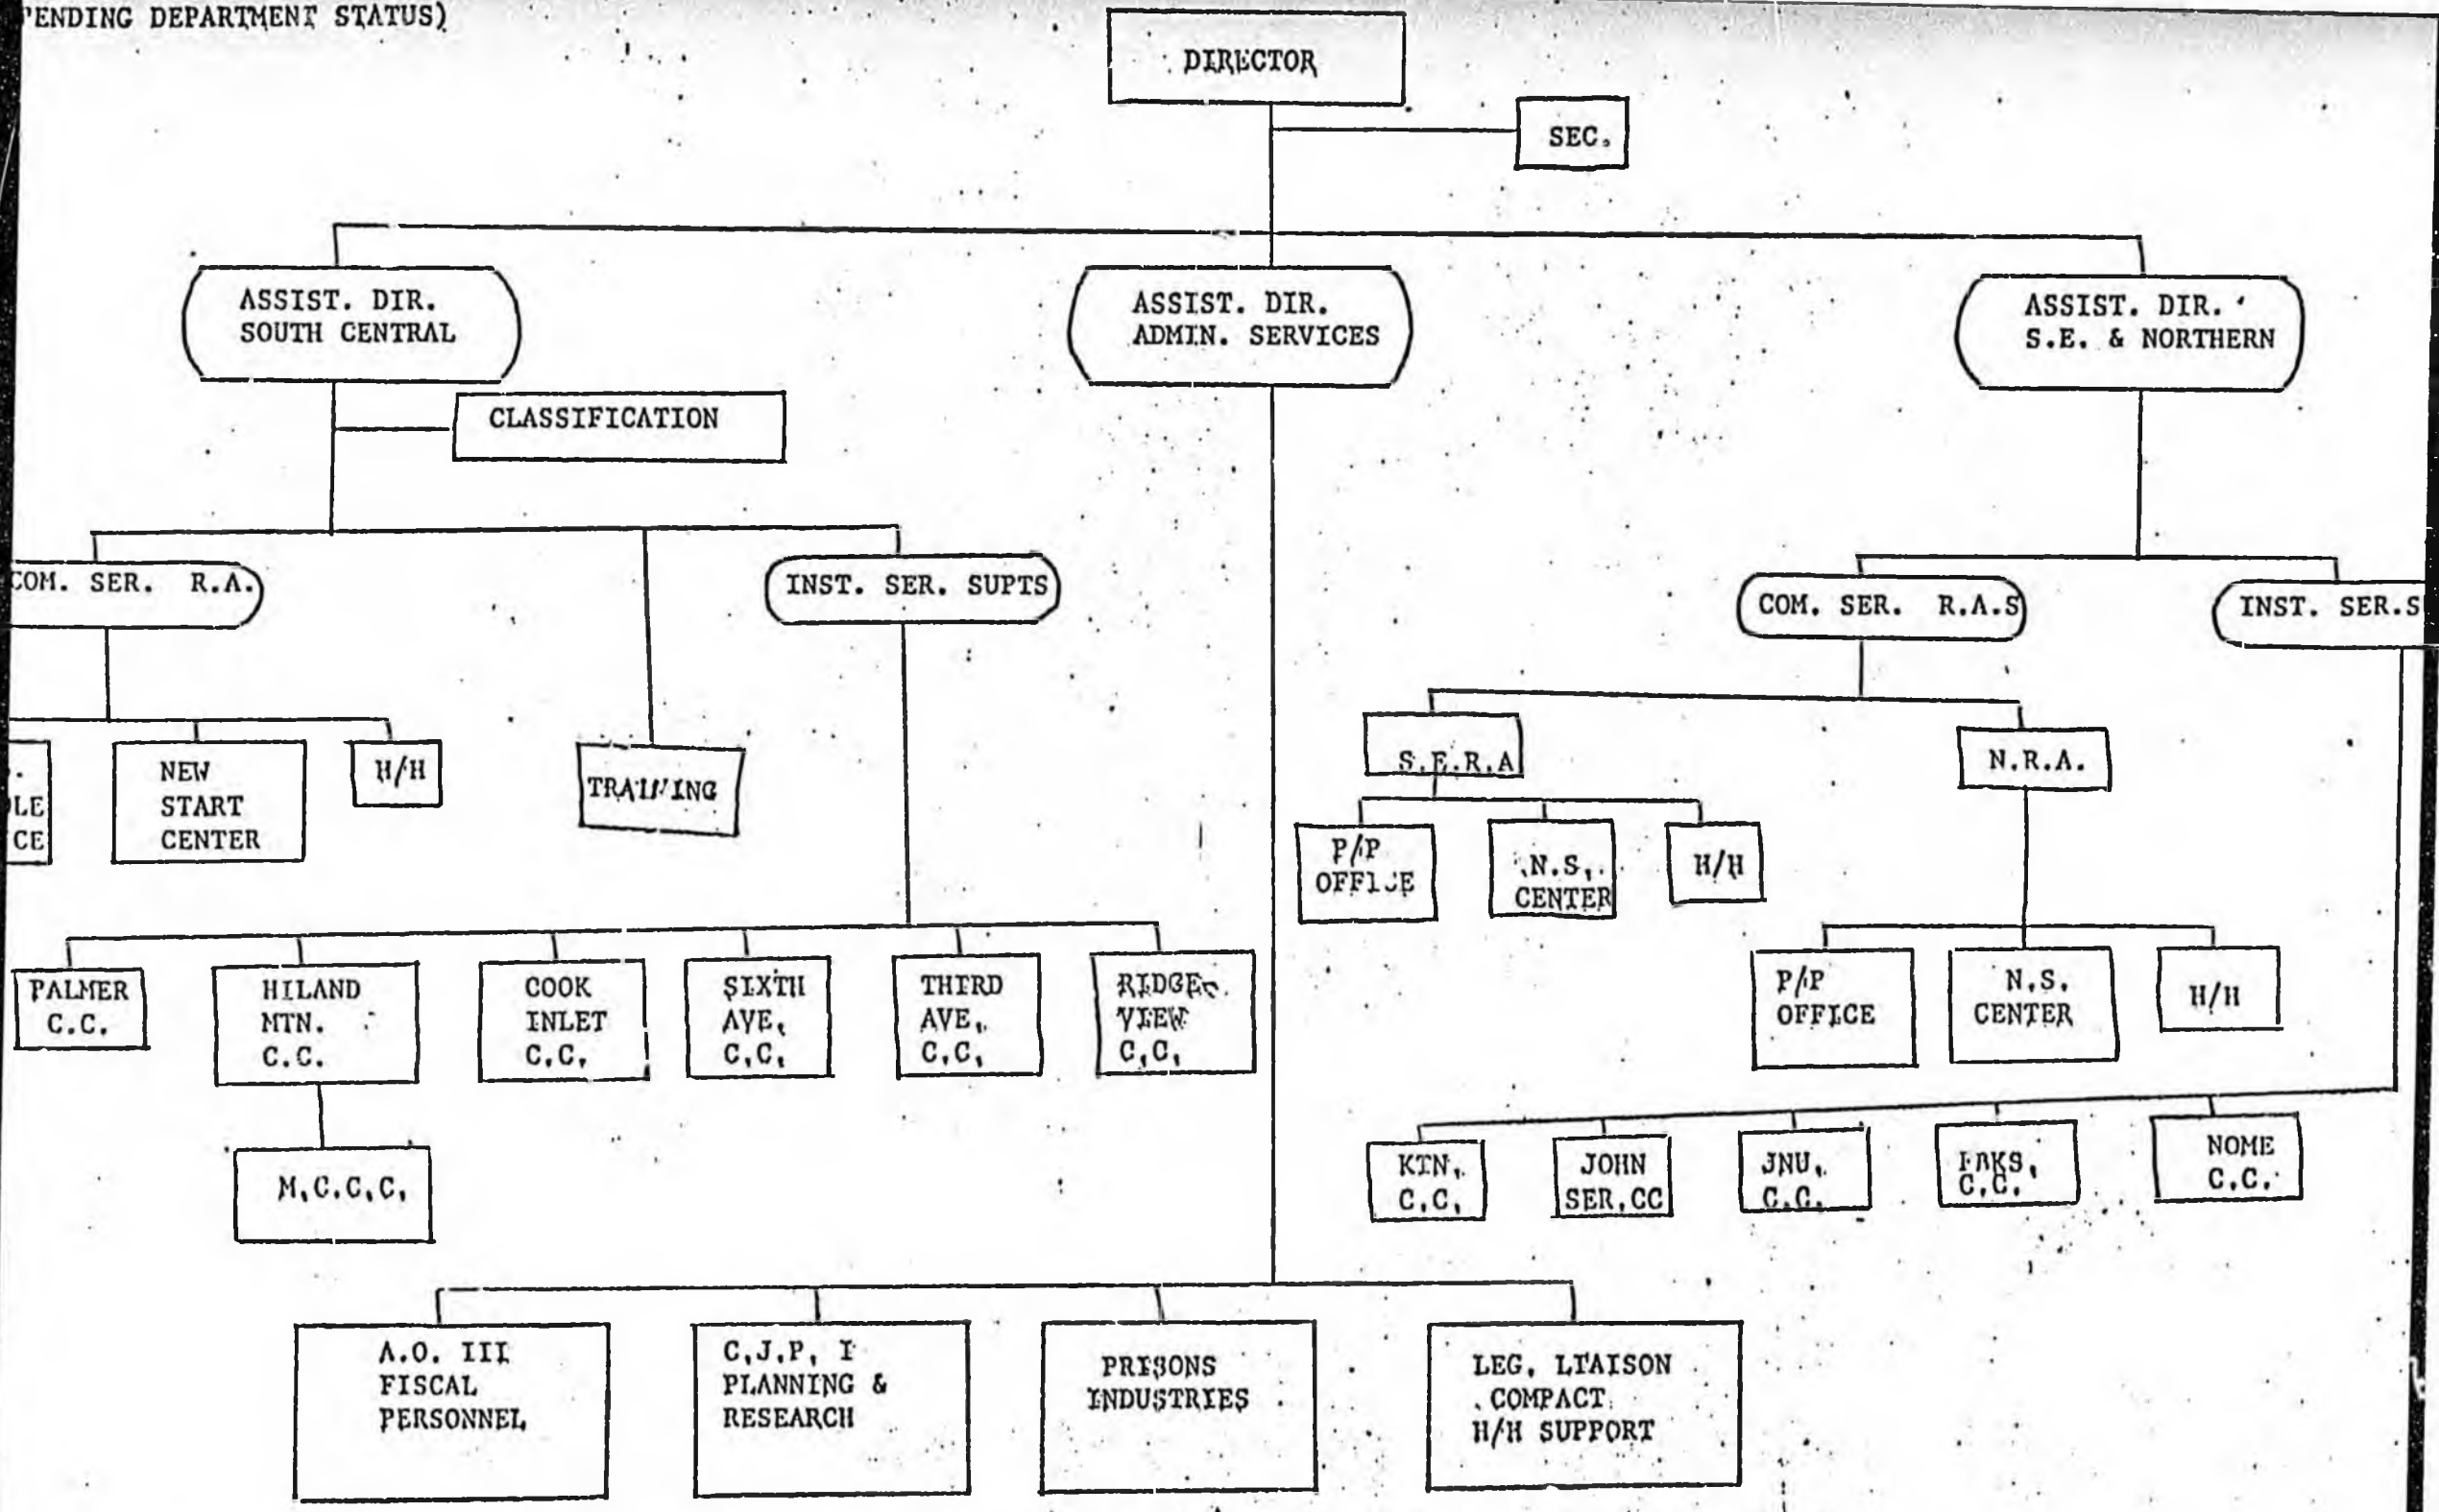 PENDING DEPARTMENT STATUS)
DIRECTOR
SEC.
ASSIST. DIR.
SOUTH CENTRAL
ASSIST. DIR.
ADMIN. SERVICES
ASSIST. DIR.
S.E. & NORTHERN
CLASSIFICATION
COM. SER. R.A.
INST. SER. SUPTS
COM. SER. R.A.S
INST. SER.S
LE
CE
NEW
START
CENTER
H/H
TRAINING
S.E.R.A
N.R.A.
P/P
OFFICE
N.S.
CENTER
H/H
P/P
OFFICE
N.S.
CENTER
H/H
PALMER
C.C.
HILAND
MTN.
C.C.
COOK
INLET
C.C.
SIXTH
AVE.
C.C.
THIRD
AVE.
C.C.
RIDGE
VIEW
C.C.
M.C.C.C.
KTN.
C.C.
JOHN
SER.CC
JNU.
C.C.
FBKS.
C.C.
NOME
C.C.
A.O. III
FISCAL
PERSONNEL
C.J.P. I
PLANNING &
RESEARCH
PRISONS
INDUSTRIES
LEG. LIAISON
COMPACT
H/H SUPPORT